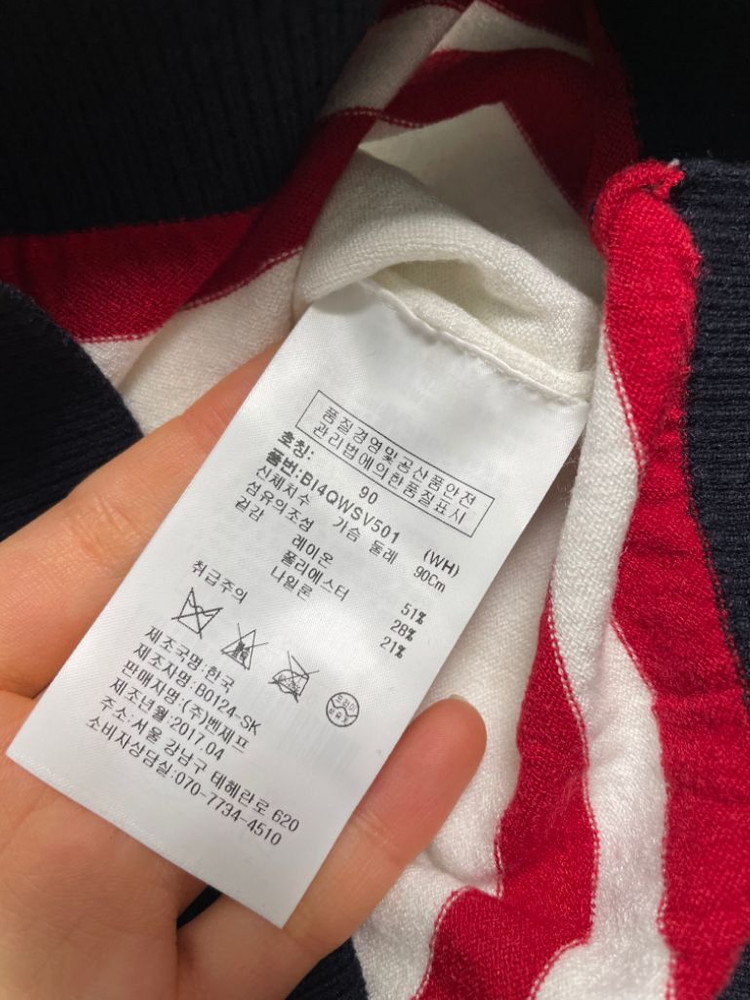 품질경영및공산품안전
관리법에의한품질표시
호칭: 90
품번:BI4QWSV501 (WH)
신체치수 가슴 둘레 90Cm
섬유의조성
겉감
레이온 51%
폴리에스터 28%
나일론 21%
취급주의
제조국명:한국
제조자명:B0124-SK
판매자명:(주)벤제프
제조년월:2017.04
주소:서울 강남구 테헤란로 620
소비자상담실:070-7734-4510